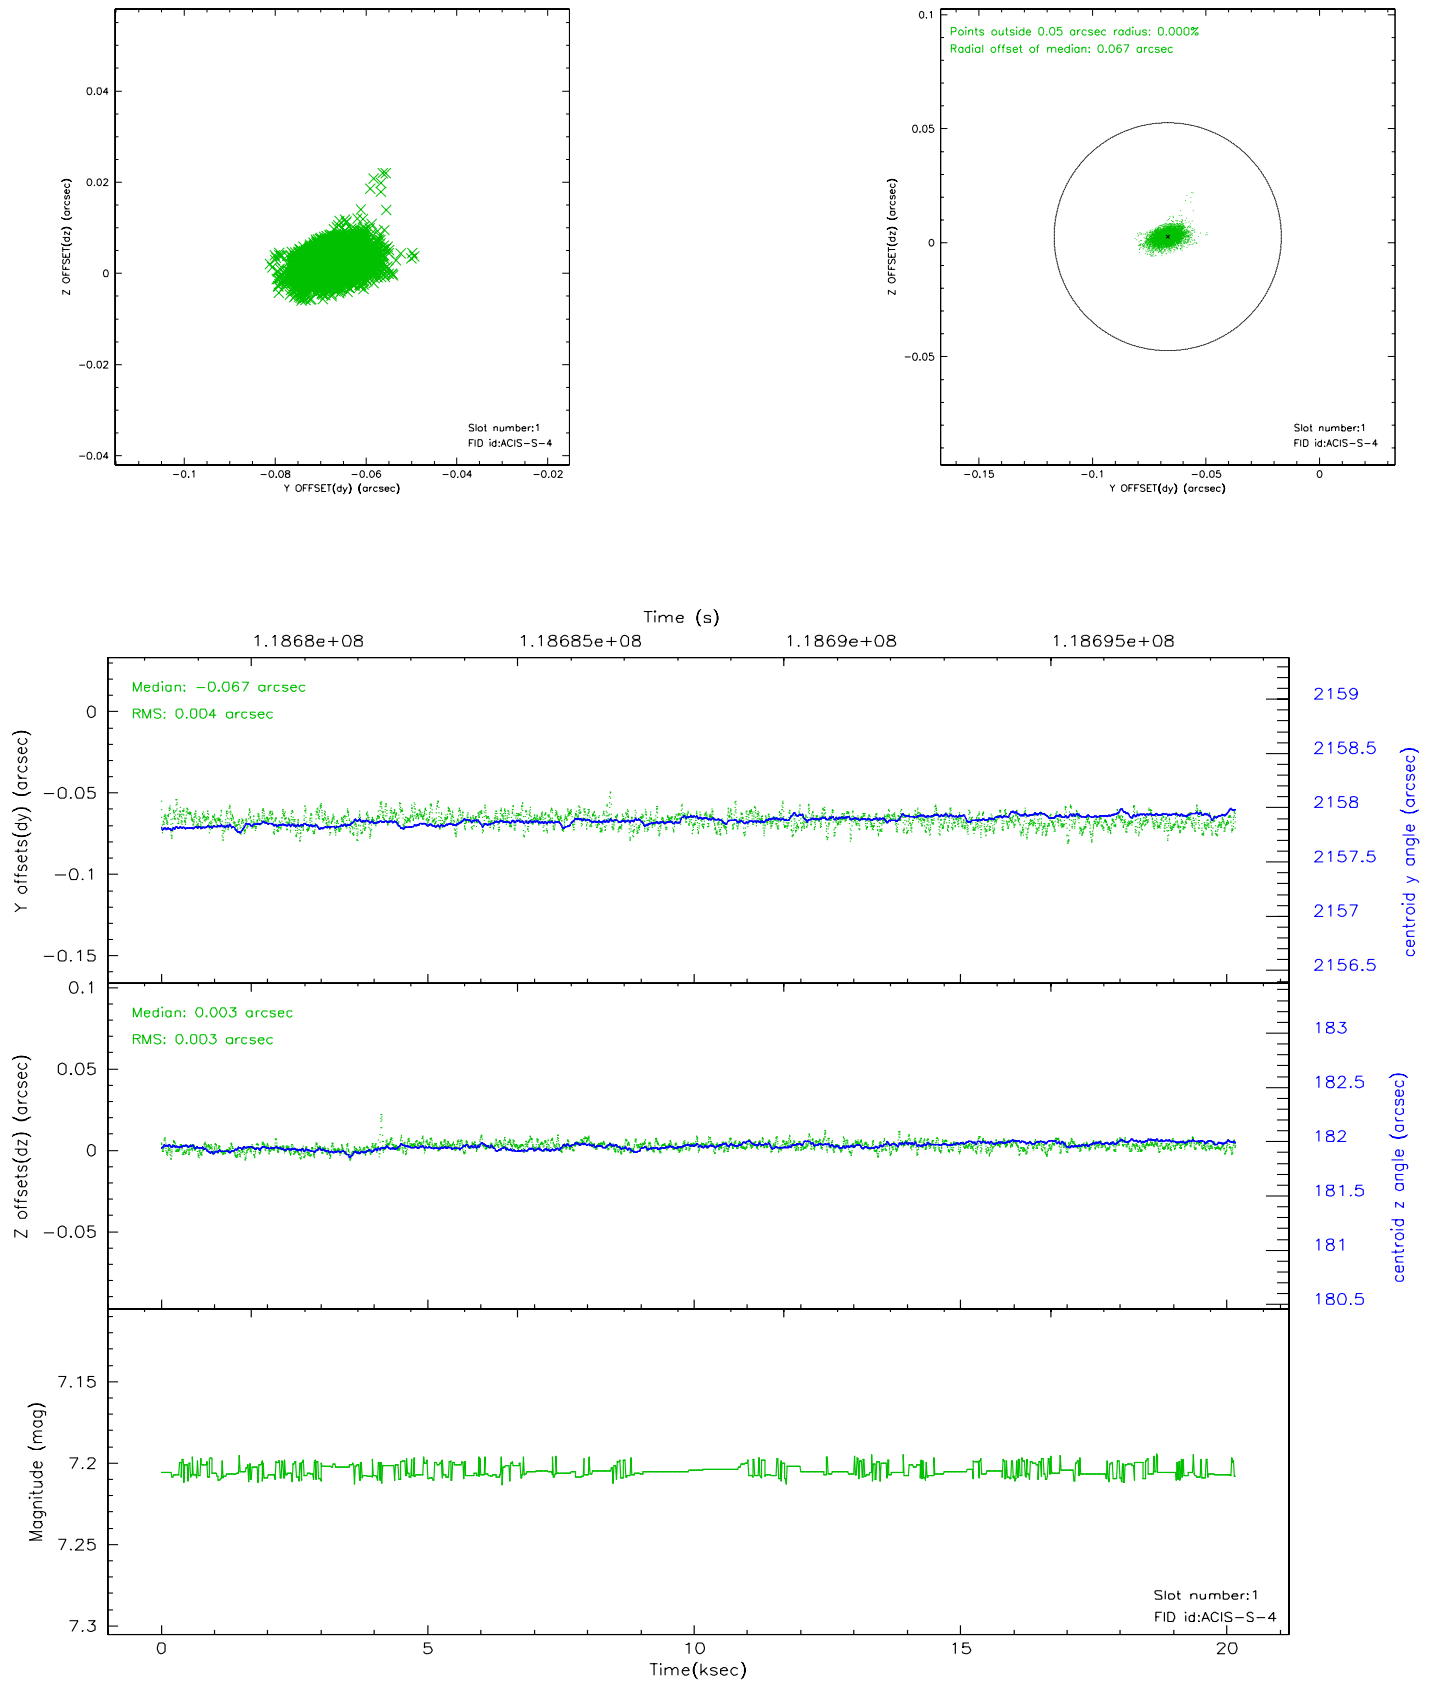 0.04
0.02
0
−0.02
−0.04
Z OFFSET(dz) (arcsec)
Slot number:1
FID id:ACIS−S−4
−0.1
−0.08
−0.06
−0.04
−0.02
Y OFFSET(dy) (arcsec)
0.1
0.05
0
−0.05
Z OFFSET(dz) (arcsec)
Points outside 0.05 arcsec radius: 0.000%
Radial offset of median: 0.067 arcsec
Slot number:1
FID id:ACIS−S−4
−0.15
−0.1
−0.05
0
Y OFFSET(dy) (arcsec)
Time (s)
1.1868e+08
1.18685e+08
1.1869e+08
1.18695e+08
Median: −0.067 arcsec
RMS: 0.004 arcsec
0
−0.05
−0.1
−0.15
Y offsets(dy) (arcsec)
2159
2158.5
2158
2157.5
2157
2156.5
centroid y angle (arcsec)
Median: 0.003 arcsec
RMS: 0.003 arcsec
0.1
0.05
0
−0.05
Z offsets(dz) (arcsec)
183
182.5
182
181.5
181
180.5
centroid z angle (arcsec)
7.15
7.2
7.25
7.3
Magnitude (mag)
Slot number:1
FID id:ACIS−S−4
0
5
10
15
20
Time(ksec)